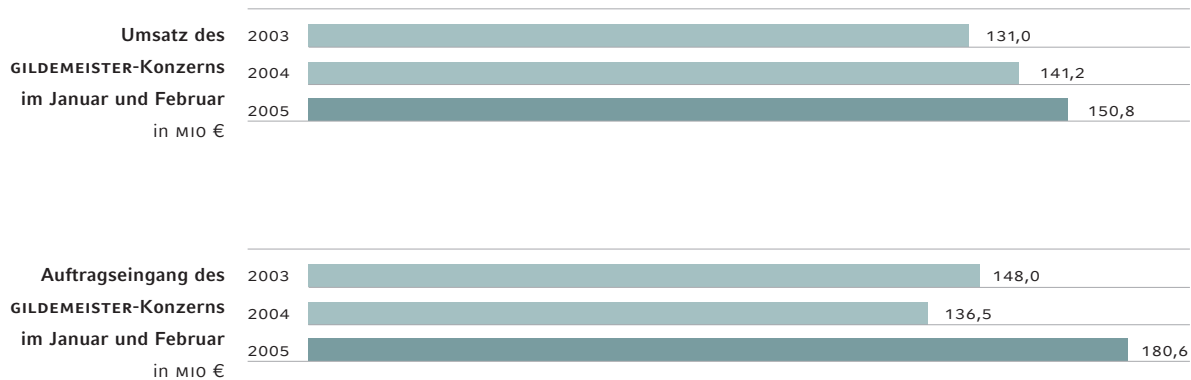 Umsatz des
GILDEMEISTER-Konzerns
im Januar und Februar
in MIO €
2003 131,0
2004 141,2
2005 150,8
Auftragseingang des
GILDEMEISTER-Konzerns
im Januar und Februar
in MIO €
2003 148,0
2004 136,5
2005 180,6